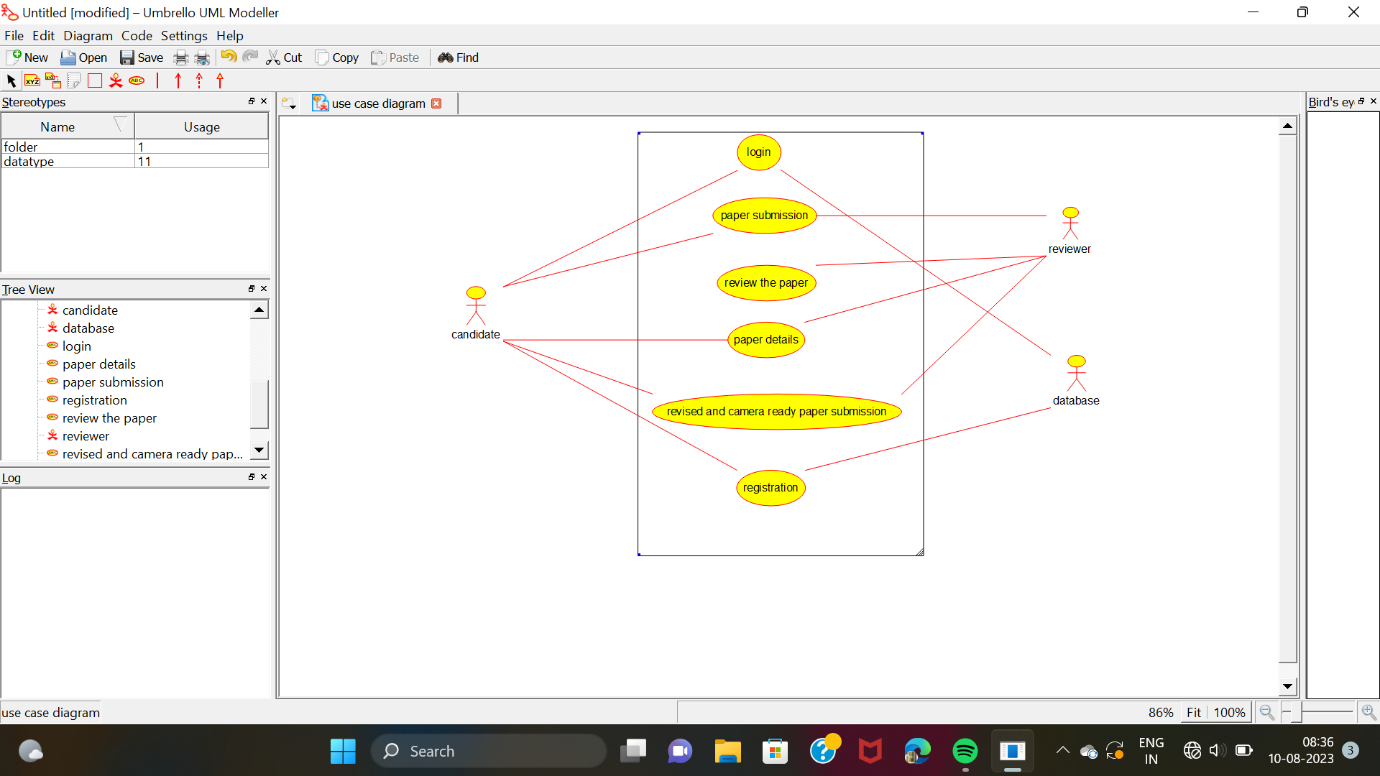 Untitled [modified] – Umbrello UML Modeller
File Edit Diagram Code Settings Help
New Open Save Cut Copy Paste Find
XYZ ABC
Stereotypes
use case diagram
Bird's ey
Name Usage
folder 1
datatype 11
login
paper submission
reviewer
review the paper
Tree View
candidate
database
login
paper details
paper submission
registration
review the paper
reviewer
revised and camera ready pap...
candidate
paper details
database
revised and camera ready paper submission
registration
Log
use case diagram
86% Fit 100%
Search
ENG
IN
08:36
10-08-2023
3